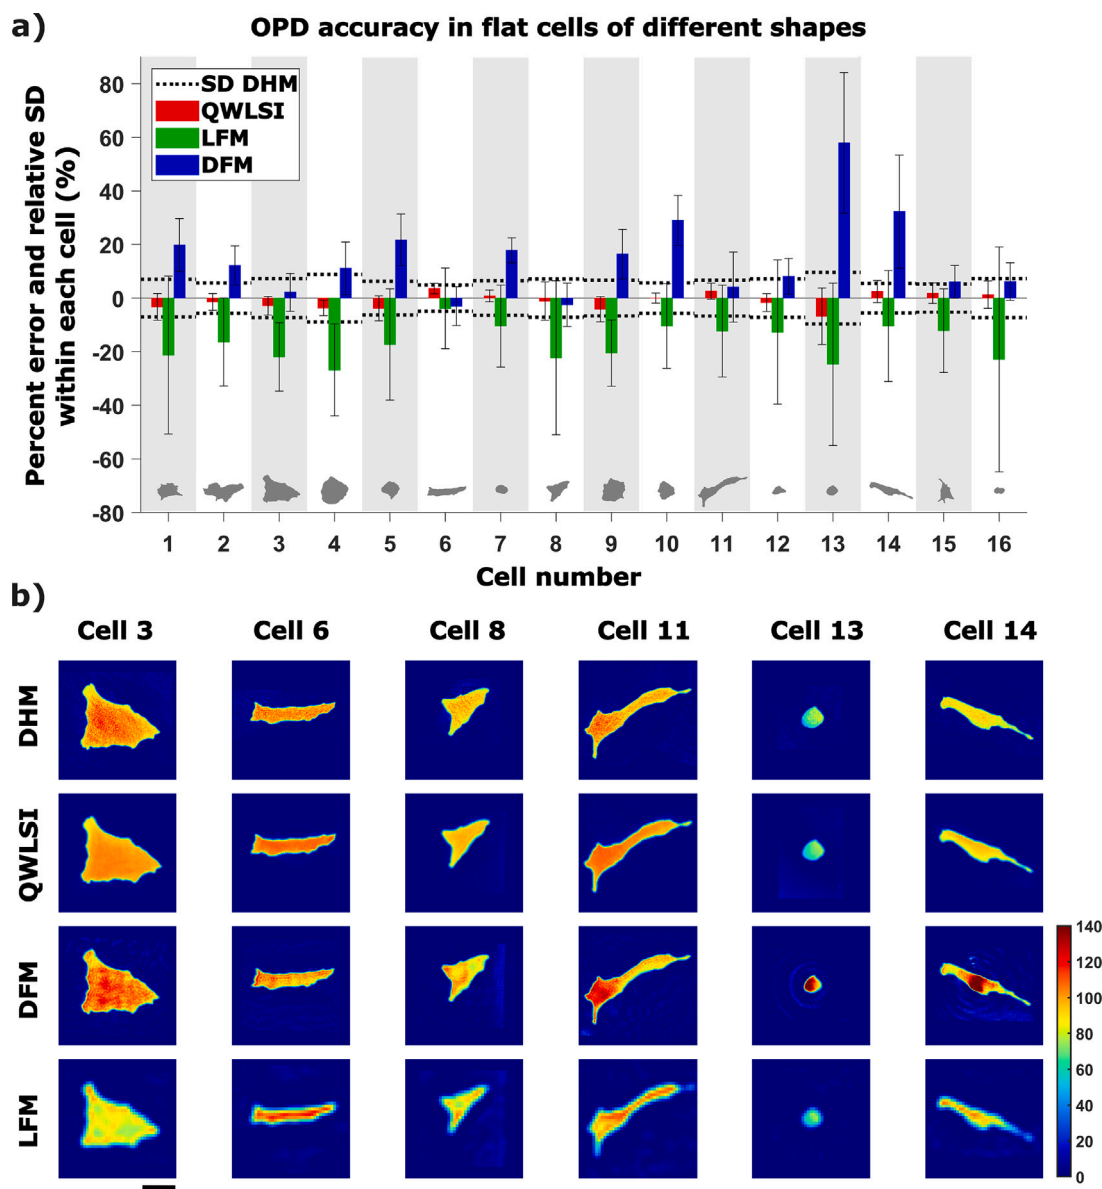 a)
OPD accuracy in flat cells of different shapes
Percent error and relative SD
within each cell (%)
80
60
40
20
0
-20
-40
-60
-80
SD DHM
QWLSI
LFM
DFM
1 2 3 4 5 6 7 8 9 10 11 12 13 14 15 16
Cell number
b)
Cell 3 Cell 6 Cell 8 Cell 11 Cell 13 Cell 14
DHM
QWLSI
DFM
LFM
140
120
100
80
60
40
20
0